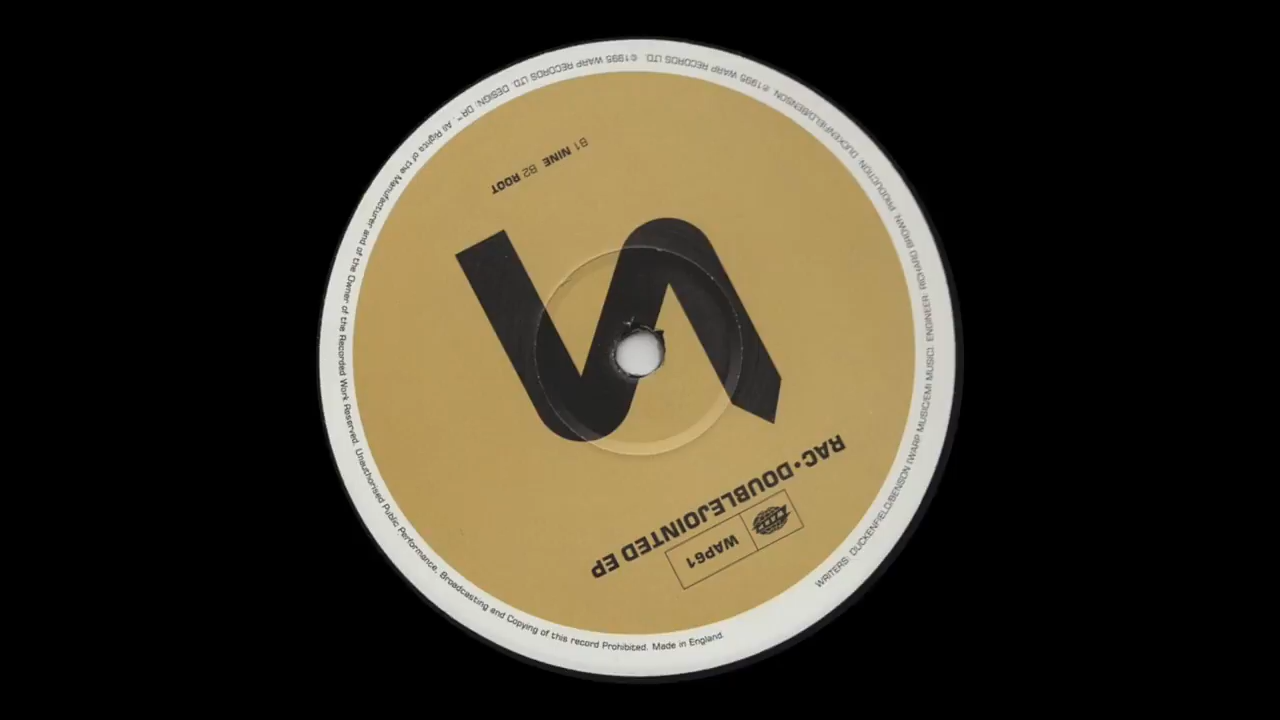 RAC•DOUBLEJOINTED EP
WAP61
B1 NINE B2 ROOT
WRITERS: DUCKENFIELD/BENSON (WARP MUSIC/EMI MUSIC). ENGINEER: RICHARD BROWN. PRODUCTION: DUCKENFIELD/BENSON. ℗1995 WARP RECORDS LTD. ©1995 WARP RECORDS LTD. DESIGN: DR™. All Rights of the Manufacturer and of the Owner of the Recorded Work Reserved. Unauthorised Public Performance, Broadcasting and Copying of this record Prohibited. Made in England.